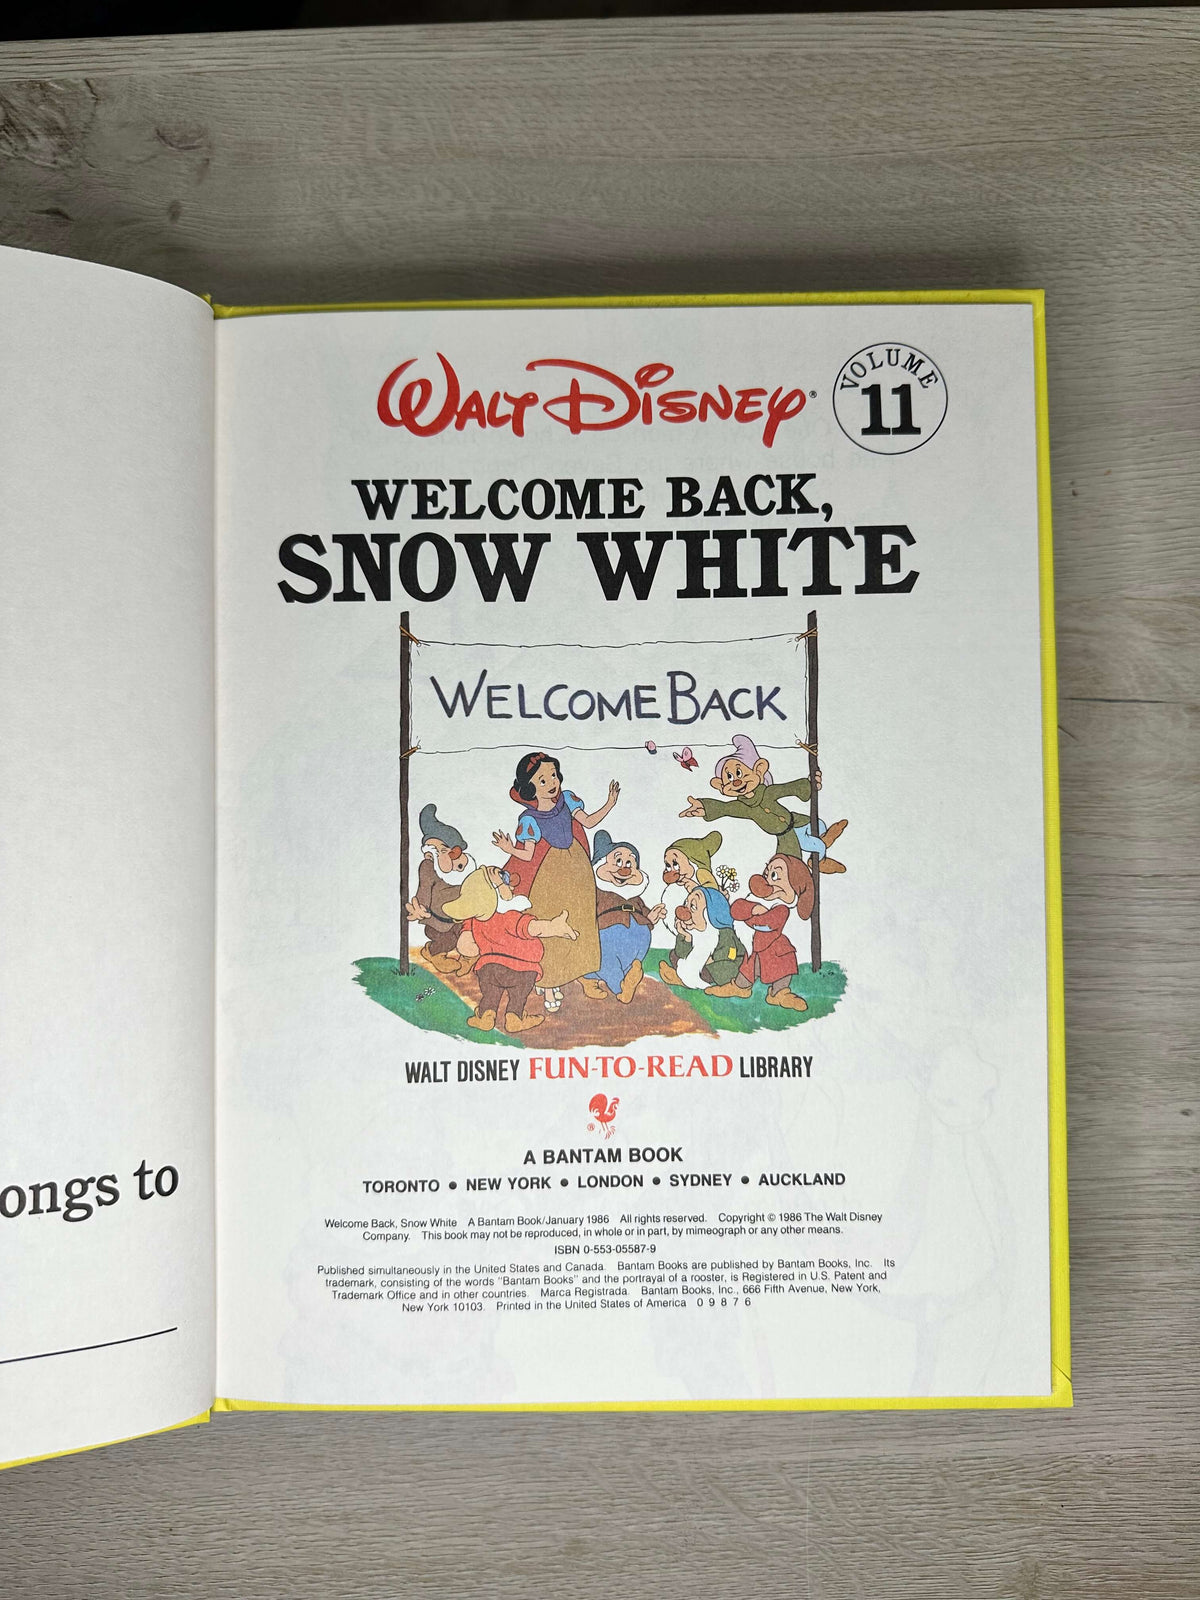 ongs to
WALT DISNEY®
VOLUME
11
WELCOME BACK,
SNOW WHITE
WELCOME BACK
WALT DISNEY FUN-TO-READ LIBRARY
®
A BANTAM BOOK
TORONTO • NEW YORK • LONDON • SYDNEY • AUCKLAND
Welcome Back, Snow White A Bantam Book/January 1986 All rights reserved. Copyright © 1986 The Walt Disney
Company. This book may not be reproduced, in whole or in part, by mimeograph or any other means.
ISBN 0-553-05587-9
Published simultaneously in the United States and Canada. Bantam Books are published by Bantam Books, Inc. Its
trademark, consisting of the words "Bantam Books" and the portrayal of a rooster, is Registered in U.S. Patent and
Trademark Office and in other countries. Marca Registrada. Bantam Books, Inc., 666 Fifth Avenue, New York,
New York 10103. Printed in the United States of America 0 9 8 7 6